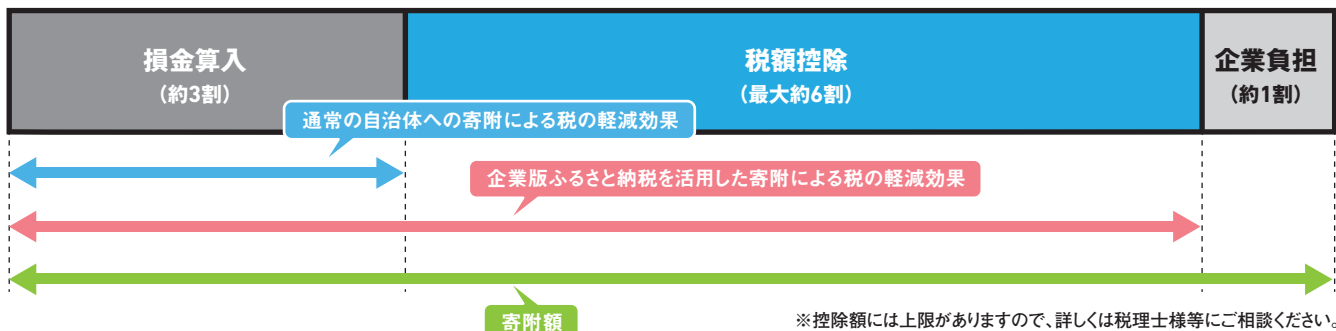 損金算入
（約3割）
税額控除
（最大約6割）
企業負担
（約1割）
通常の自治体への寄附による税の軽減効果
企業版ふるさと納税を活用した寄附による税の軽減効果
寄附額
※控除額には上限がありますので、詳しくは税理士様等にご相談ください。